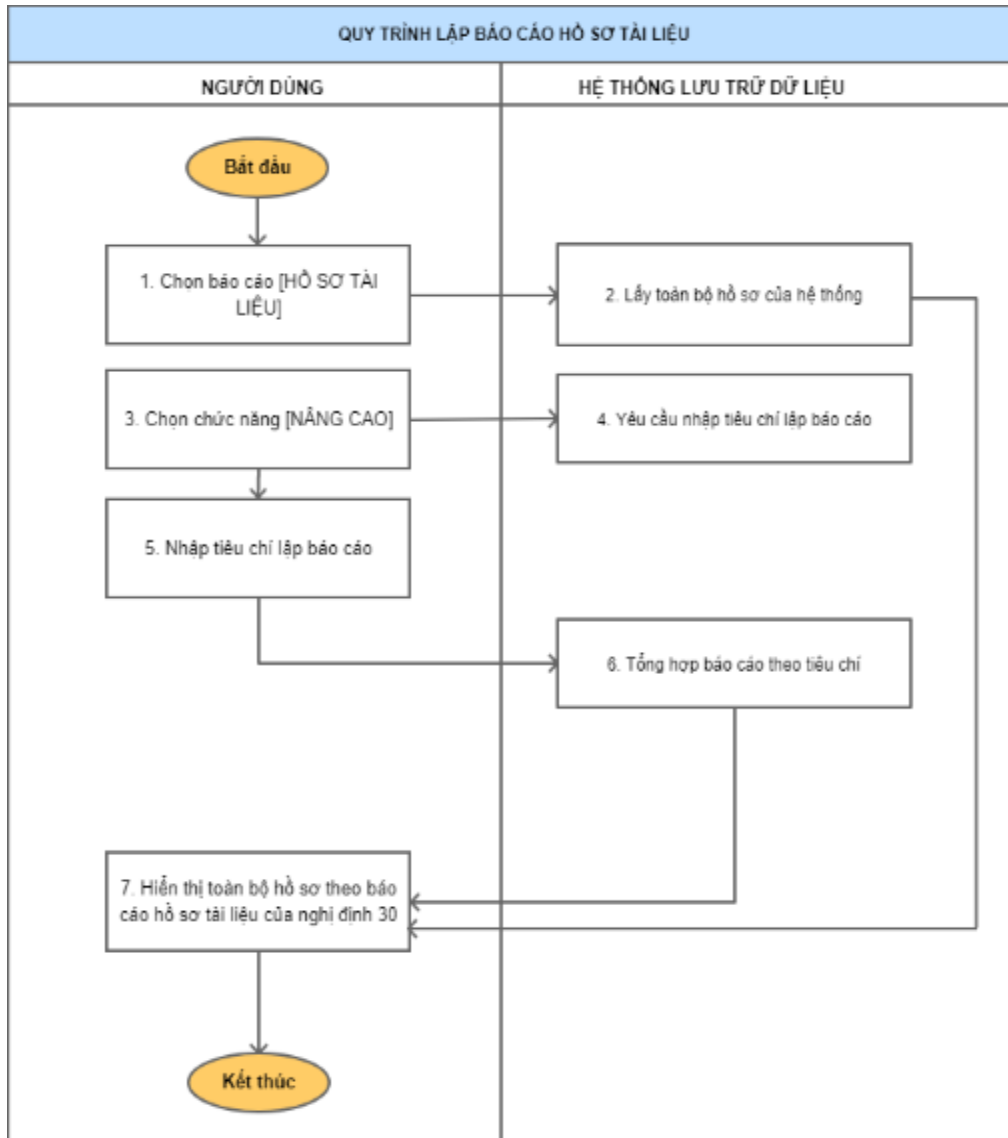 QUY TRÌNH LẬP BÁO CÁO HỒ SƠ TÀI LIỆU
NGƯỜI DÙNG
HỆ THỐNG LƯU TRỮ DỮ LIỆU
Bắt đầu
1. Chọn báo cáo [HỒ SƠ TÀI
LIỆU]
2. Lấy toàn bộ hồ sơ của hệ thống
3. Chọn chức năng [NÂNG CAO]
4. Yêu cầu nhập tiêu chí lập báo cáo
5. Nhập tiêu chí lập báo cáo
6. Tổng hợp báo cáo theo tiêu chí
7. Hiển thị toàn bộ hồ sơ theo báo
cáo hồ sơ tài liệu của nghị định 30
Kết thúc